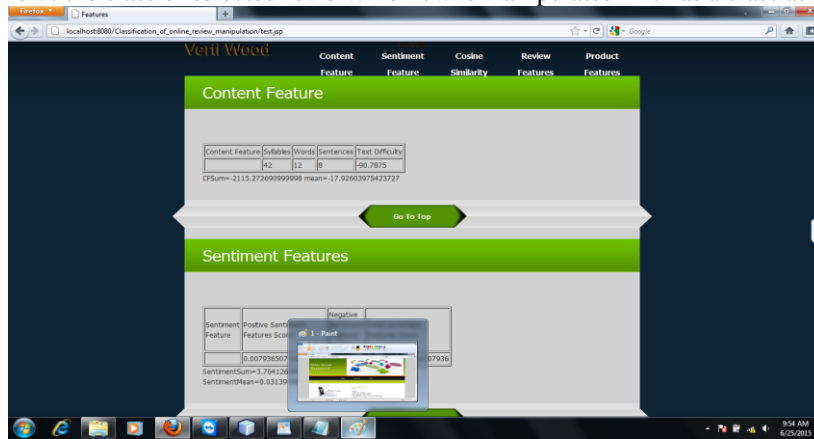 Firefox
Features
localhost:8080/Classification_of_online_review_manipulation/test.jsp
Google
Verti Wood
Content Feature
Sentiment Feature
Cosine Similarity
Review Features
Product Features
Content Feature
Content Feature Syllables Words Sentences Text Difficulty
42 12 8 -90.7875
CFSum=-2115.272690999998 mean=-17.92603975423727
Go To Top
Sentiment Features
Negative
Sentiment Feature
Positive Senti
Features Scor
1 - Paint
0.007936507
07936
SentimentSum=3.704126
SentimentMean=0.03139
9:54 AM
6/25/2015